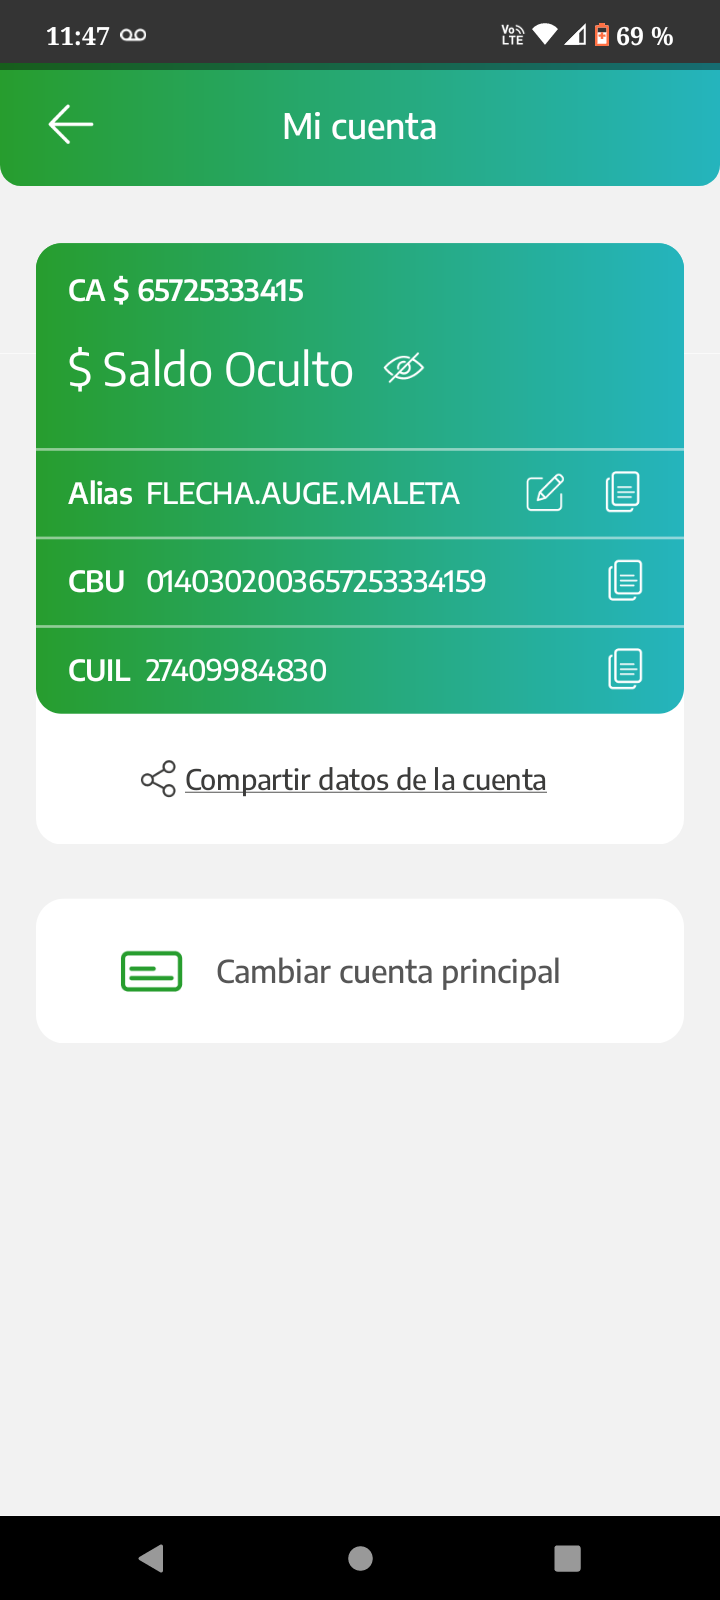 11:47 Vo LTE 69 %
Mi cuenta
CA $ 65725333415
$ Saldo Oculto
Alias FLECHA.AUGE.MALETA
CBU 0140302003657253334159
CUIL 27409984830
Compartir datos de la cuenta
Cambiar cuenta principal